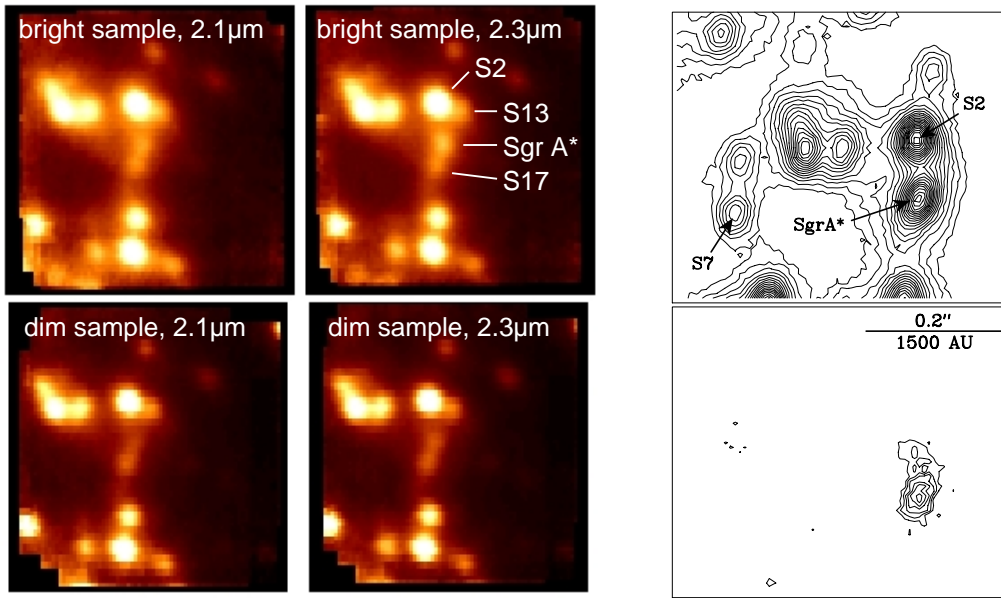 bright sample, 2.1µm
bright sample, 2.3µm
S2
S13
Sgr A*
S17
dim sample, 2.1µm
dim sample, 2.3µm
S2
SgrA*
S7
0.2"
1500 AU